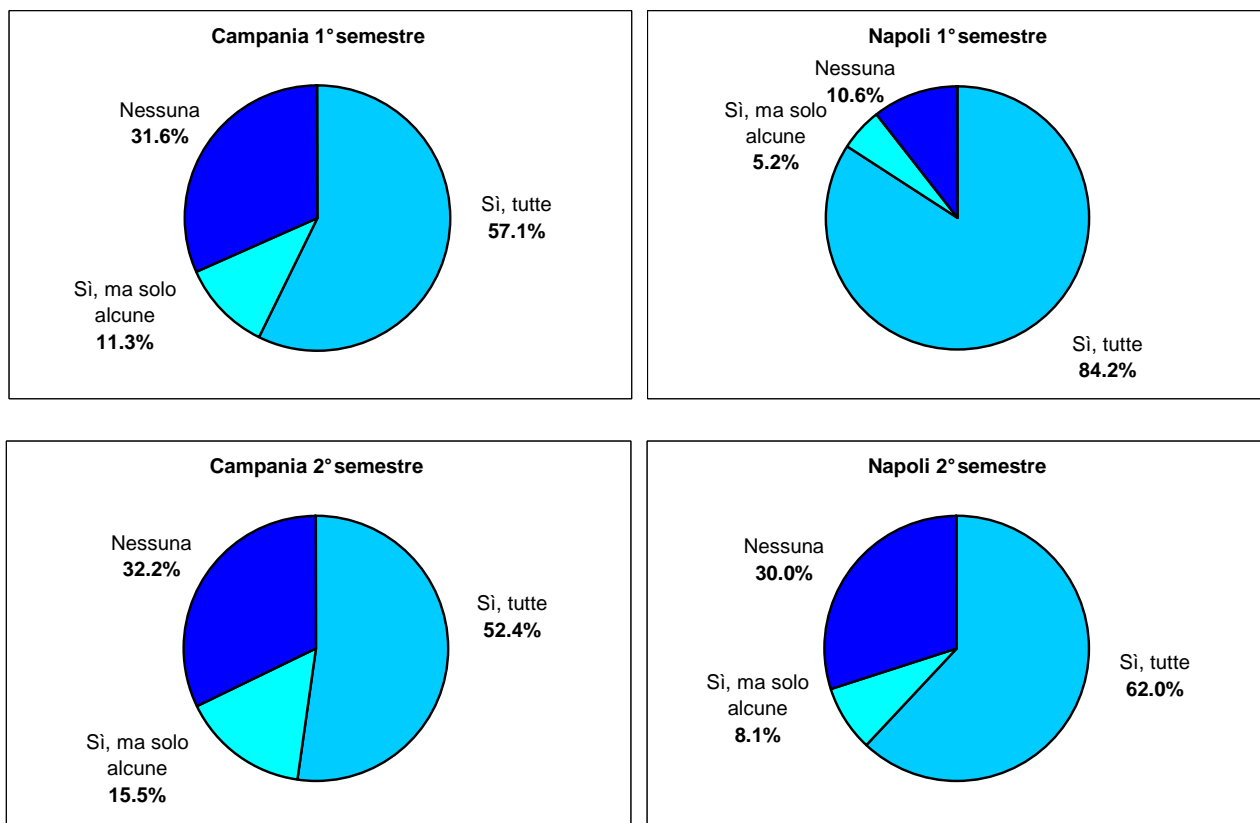 Campania 1° semestre
Nessuna
31.6%
Sì, tutte
57.1%
Sì, ma solo
alcune
11.3%
Napoli 1° semestre
Nessuna
10.6%
Sì, ma solo
alcune
5.2%
Sì, tutte
84.2%
Campania 2° semestre
Nessuna
32.2%
Sì, tutte
52.4%
Sì, ma solo
alcune
15.5%
Napoli 2° semestre
Nessuna
30.0%
Sì, tutte
62.0%
Sì, ma solo
alcune
8.1%